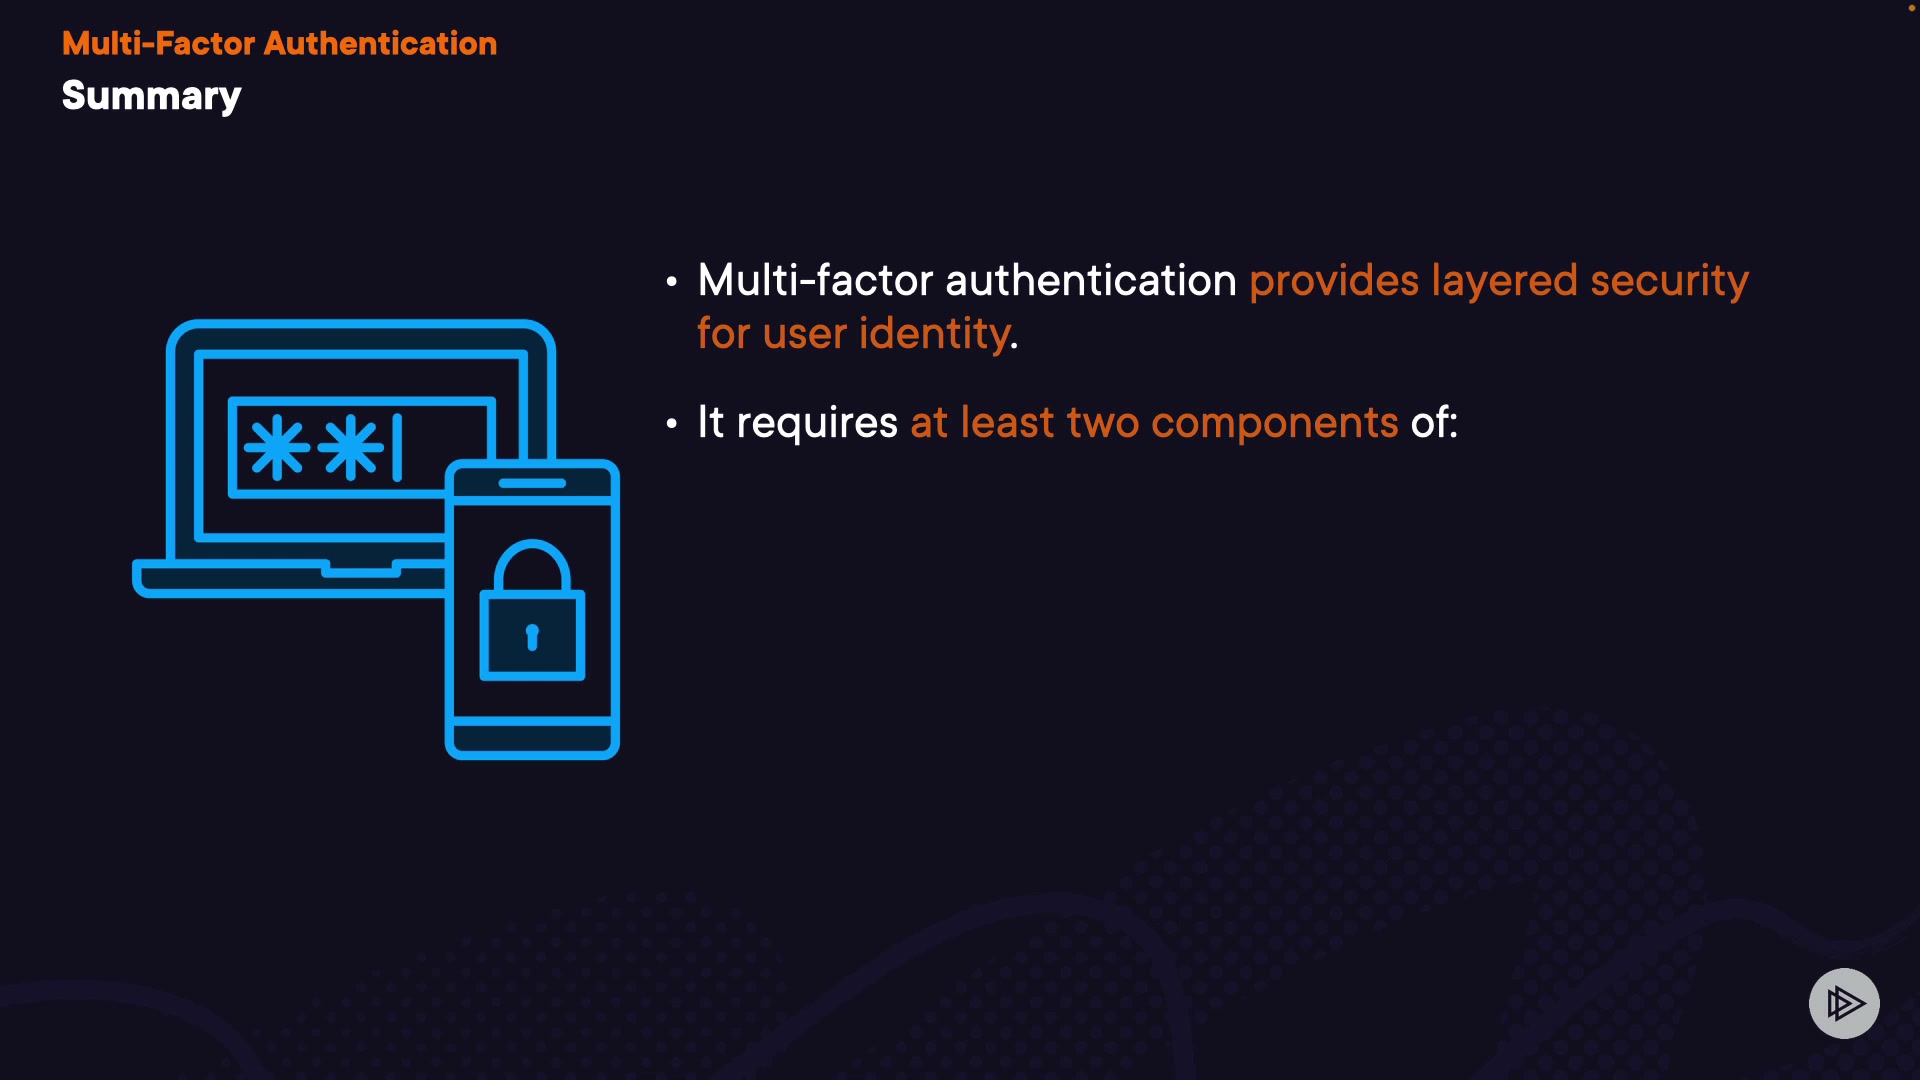 Multi-Factor Authentication
Summary
• Multi-factor authentication provides layered security
for user identity.
• It requires at least two components of: